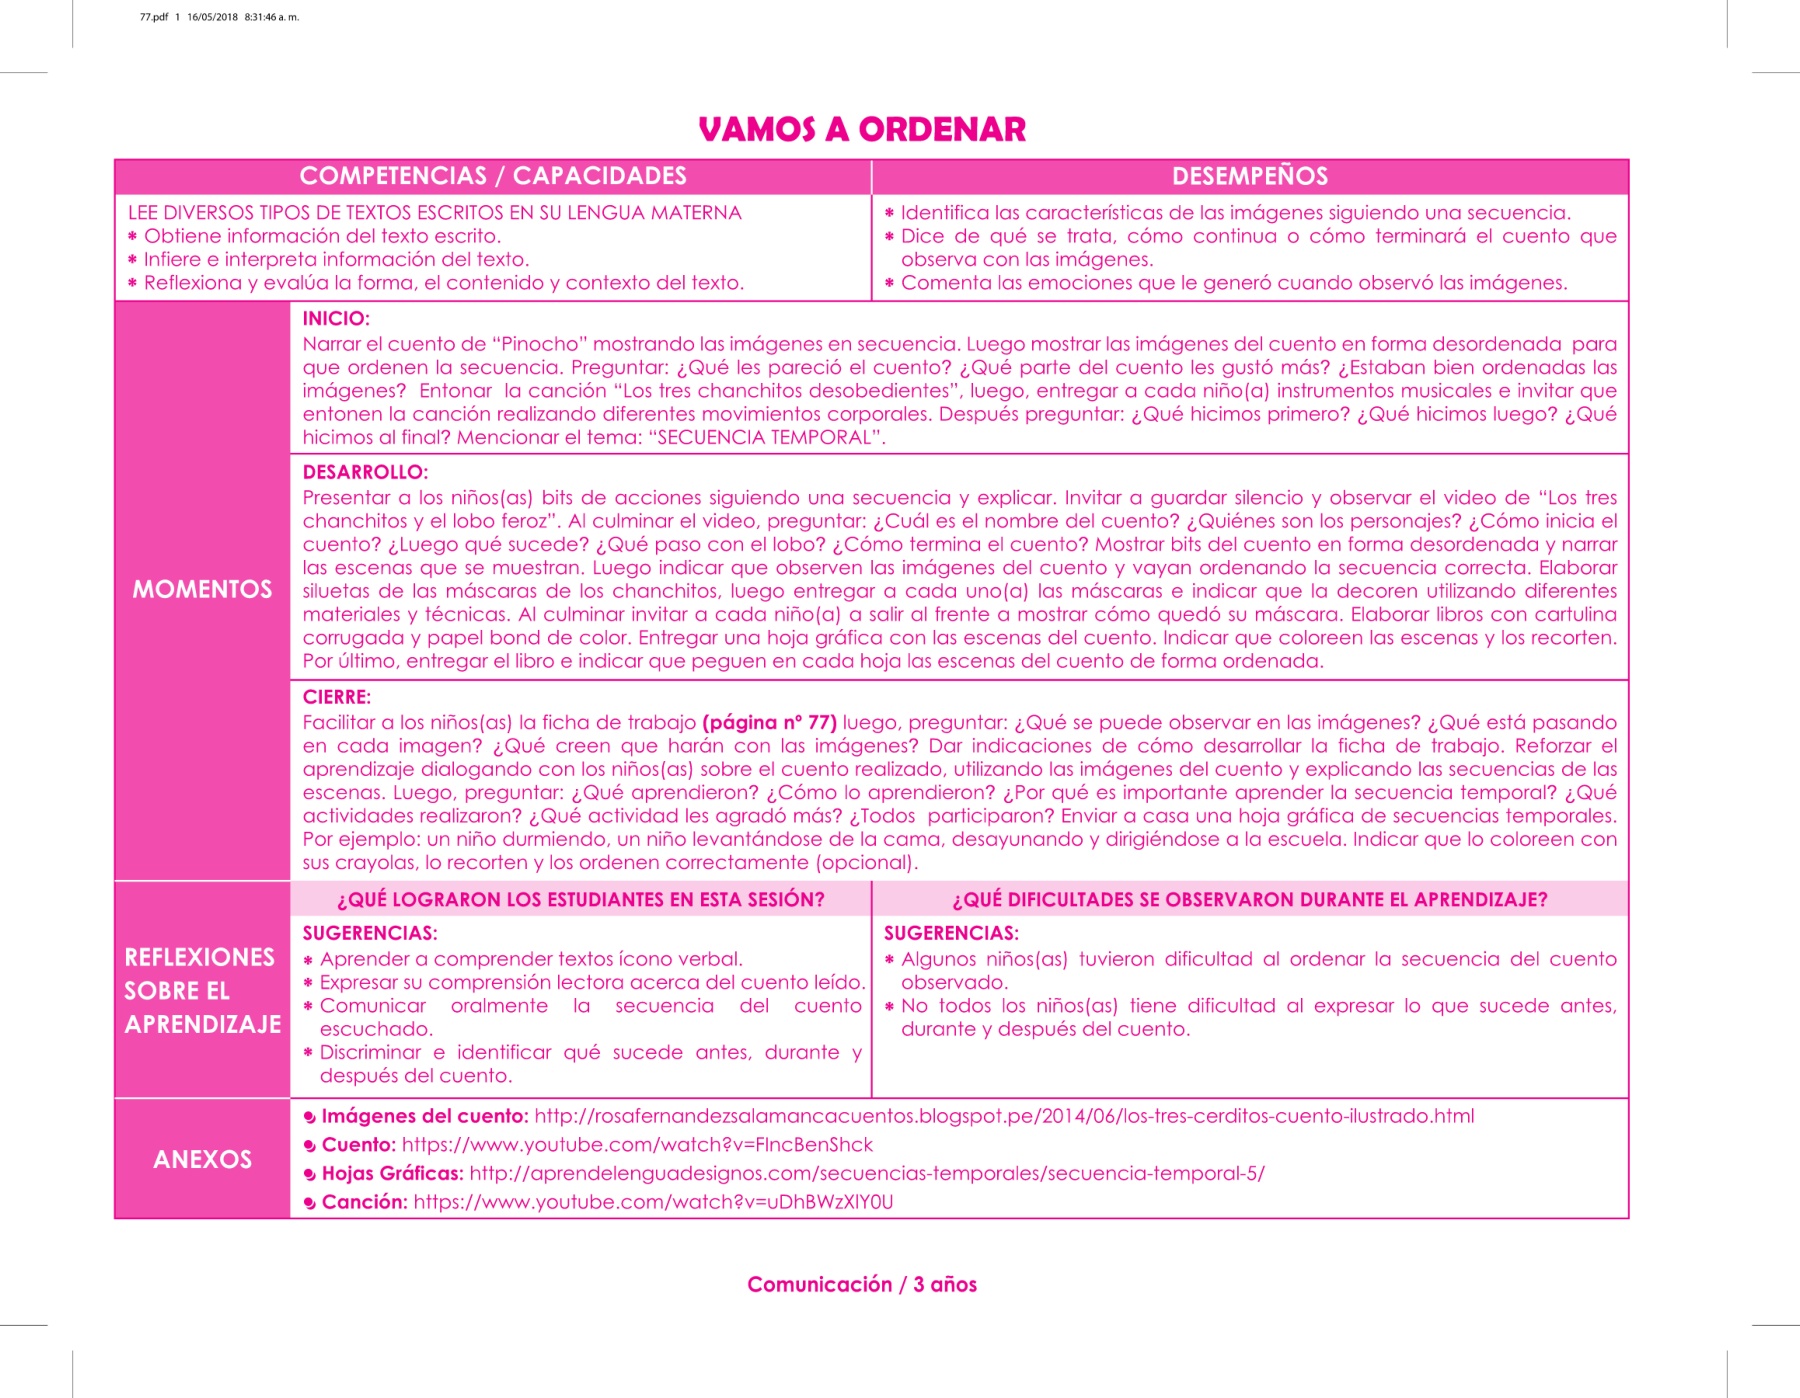 77.pdf 1 16/05/2018 8:31:46 a. m.
VAMOS A ORDENAR
COMPETENCIAS / CAPACIDADES
LEE DIVERSOS TIPOS DE TEXTOS ESCRITOS EN SU LENGUA MATERNA
* Obtiene información del texto escrito.
* Infiere e interpreta información del texto.
* Reflexiona y evalúa la forma, el contenido y contexto del texto.
DESEMPEÑOS
* Identifica las características de las imágenes siguiendo una secuencia.
* Dice de qué se trata, cómo continua o cómo terminará el cuento que
observa con las imágenes.
* Comenta las emociones que le generó cuando observó las imágenes.
MOMENTOS
INICIO:
Narrar el cuento de “Pinocho” mostrando las imágenes en secuencia. Luego mostrar las imágenes del cuento en forma desordenada para
que ordenen la secuencia. Preguntar: ¿Qué les pareció el cuento? ¿Qué parte del cuento les gustó más? ¿Estaban bien ordenadas las
imágenes? Entonar la canción “Los tres chanchitos desobedientes”, luego, entregar a cada niño(a) instrumentos musicales e invitar que
entonen la canción realizando diferentes movimientos corporales. Después preguntar: ¿Qué hicimos primero? ¿Qué hicimos luego? ¿Qué
hicimos al final? Mencionar el tema: “SECUENCIA TEMPORAL”.
DESARROLLO:
Presentar a los niños(as) bits de acciones siguiendo una secuencia y explicar. Invitar a guardar silencio y observar el video de “Los tres
chanchitos y el lobo feroz”. Al culminar el video, preguntar: ¿Cuál es el nombre del cuento? ¿Quiénes son los personajes? ¿Cómo inicia el
cuento? ¿Luego qué sucede? ¿Qué paso con el lobo? ¿Cómo termina el cuento? Mostrar bits del cuento en forma desordenada y narrar
las escenas que se muestran. Luego indicar que observen las imágenes del cuento y vayan ordenando la secuencia correcta. Elaborar
siluetas de las máscaras de los chanchitos, luego entregar a cada uno(a) las máscaras e indicar que la decoren utilizando diferentes
materiales y técnicas. Al culminar invitar a cada niño(a) a salir al frente a mostrar cómo quedó su máscara. Elaborar libros con cartulina
corrugada y papel bond de color. Entregar una hoja gráfica con las escenas del cuento. Indicar que coloreen las escenas y los recorten.
Por último, entregar el libro e indicar que peguen en cada hoja las escenas del cuento de forma ordenada.
CIERRE:
Facilitar a los niños(as) la ficha de trabajo (página nº 77) luego, preguntar: ¿Qué se puede observar en las imágenes? ¿Qué está pasando
en cada imagen? ¿Qué creen que harán con las imágenes? Dar indicaciones de cómo desarrollar la ficha de trabajo. Reforzar el
aprendizaje dialogando con los niños(as) sobre el cuento realizado, utilizando las imágenes del cuento y explicando las secuencias de las
escenas. Luego, preguntar: ¿Qué aprendieron? ¿Cómo lo aprendieron? ¿Por qué es importante aprender la secuencia temporal? ¿Qué
actividades realizaron? ¿Qué actividad les agradó más? ¿Todos participaron? Enviar a casa una hoja gráfica de secuencias temporales.
Por ejemplo: un niño durmiendo, un niño levantándose de la cama, desayunando y dirigiéndose a la escuela. Indicar que lo coloreen con
sus crayolas, lo recorten y los ordenen correctamente (opcional).
REFLEXIONES
SOBRE EL
APRENDIZAJE
¿QUÉ LOGRARON LOS ESTUDIANTES EN ESTA SESIÓN?
SUGERENCIAS:
* Aprender a comprender textos ícono verbal.
* Expresar su comprensión lectora acerca del cuento leído.
* Comunicar oralmente la secuencia del cuento
escuchado.
* Discriminar e identificar qué sucede antes, durante y
después del cuento.
¿QUÉ DIFICULTADES SE OBSERVARON DURANTE EL APRENDIZAJE?
SUGERENCIAS:
* Algunos niños(as) tuvieron dificultad al ordenar la secuencia del cuento
observado.
* No todos los niños(as) tiene dificultad al expresar lo que sucede antes,
durante y después del cuento.
ANEXOS
Imágenes del cuento: http://rosafernandezsalamancacuentos.blogspot.pe/2014/06/los-tres-cerditos-cuento-ilustrado.html
Cuento: https://www.youtube.com/watch?v=FIncBenShck
Hojas Gráficas: http://aprendelenguadesignos.com/secuencias-temporales/secuencia-temporal-5/
Canción: https://www.youtube.com/watch?v=uDhBWzXlY0U
Comunicación / 3 años